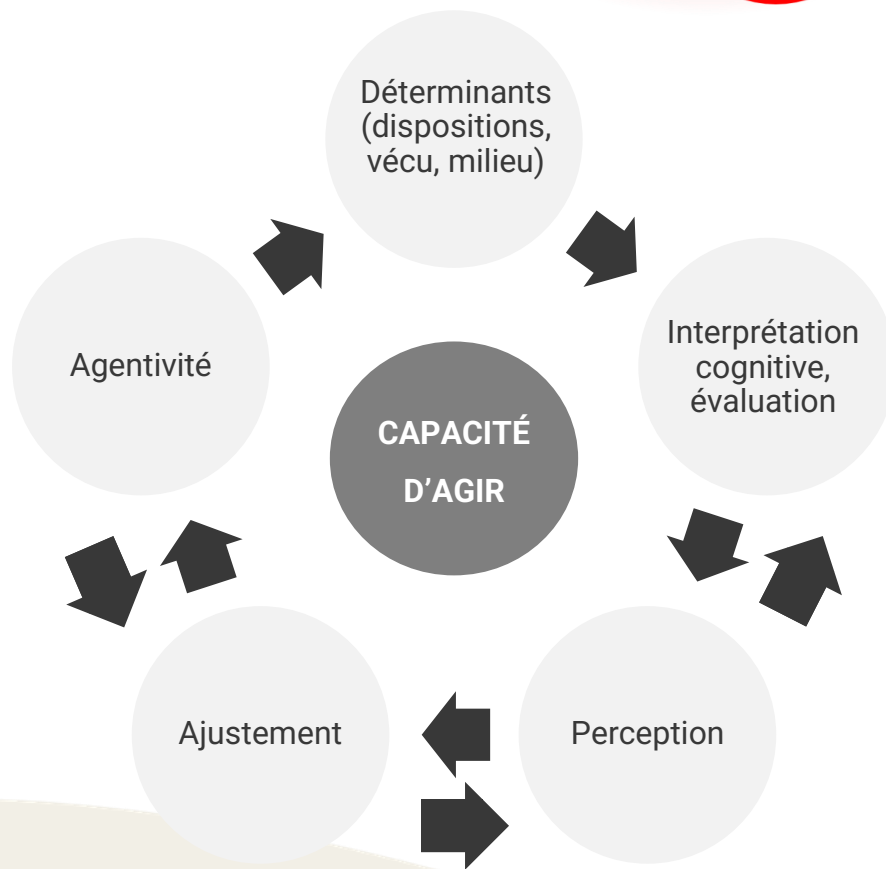 Déterminants
(dispositions,
vécu, milieu)
Interprétation
cognitive,
évaluation
Agentivité
CAPACITÉ
D’AGIR
Ajustement
Perception